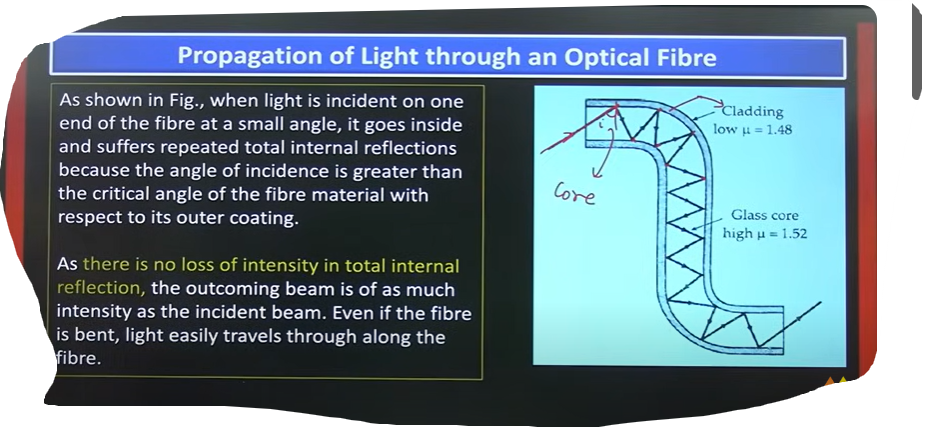 Propagation of Light through an Optical Fibre
As shown in Fig., when light is incident on one
end of the fibre at a small angle, it goes inside
and suffers repeated total internal reflections
because the angle of incidence is greater than
the critical angle of the fibre material with
respect to its outer coating.
As there is no loss of intensity in total internal
reflection, the outcoming beam is of as much
intensity as the incident beam. Even if the fibre
is bent, light easily travels through along the
fibre.
Cladding
low μ = 1.48
i
Core
Glass core
high μ = 1.52